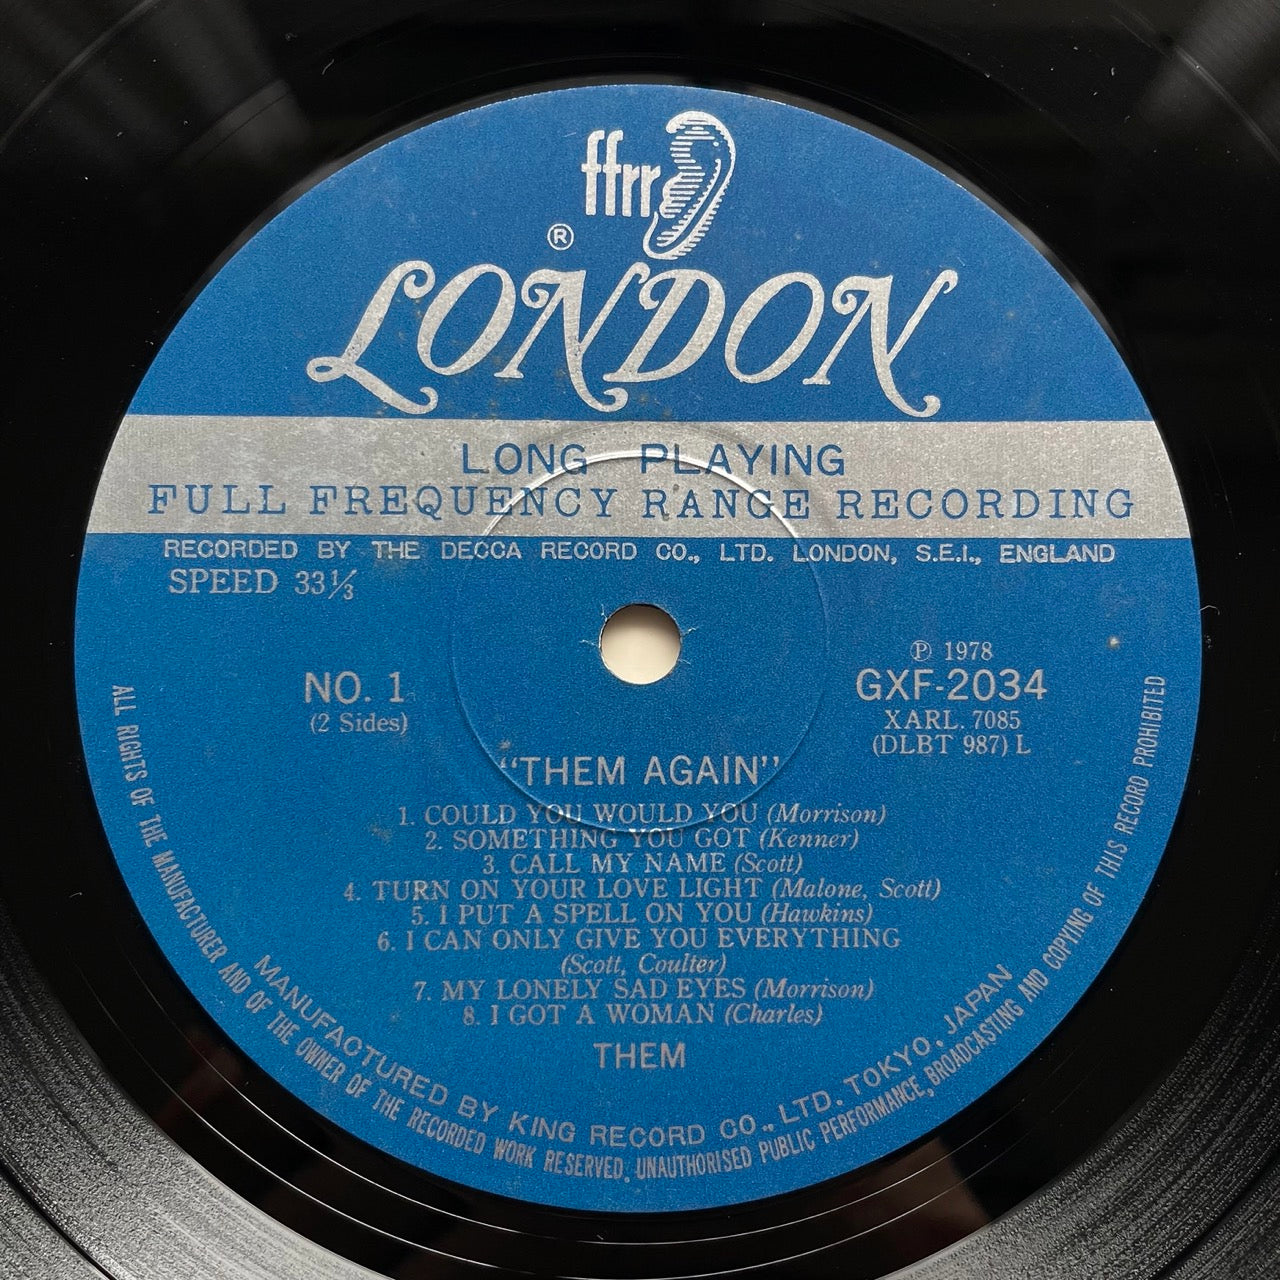 ffrr
®
LONDON
LONG PLAYING
FULL FREQUENCY RANGE RECORDING
RECORDED BY THE DECCA RECORD CO., LTD. LONDON, S.E.I., ENGLAND
SPEED 33⅓
℗ 1978
NO. 1
GXF-2034
(2 Sides)
XARL. 7085
(DLBT 987) L
"THEM AGAIN"
1. COULD YOU WOULD YOU (Morrison)
2. SOMETHING YOU GOT (Kenner)
3. CALL MY NAME (Scott)
4. TURN ON YOUR LOVE LIGHT (Malone, Scott)
5. I PUT A SPELL ON YOU (Hawkins)
6. I CAN ONLY GIVE YOU EVERYTHING
(Scott, Coulter)
7. MY LONELY SAD EYES (Morrison)
8. I GOT A WOMAN (Charles)
THEM
MANUFACTURED BY KING RECORD CO., LTD. TOKYO, JAPAN
ALL RIGHTS OF THE MANUFACTURER AND OF THE OWNER OF THE RECORDED WORK RESERVED, UNAUTHORISED PUBLIC PERFORMANCE, BROADCASTING AND COPYING OF THIS RECORD PROHIBITED